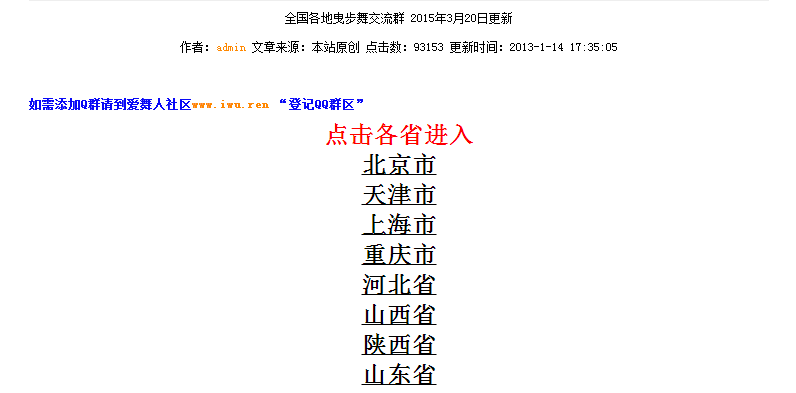 全国各地曳步舞交流群 2015年3月20日更新
作者：admin 文章来源：本站原创 点击数：93153 更新时间：2013-1-14 17:35:05
如需添加Q群请到爱舞人社区www.iwu.ren “登记QQ群区”
点击各省进入
北京市
天津市
上海市
重庆市
河北省
山西省
陕西省
山东省